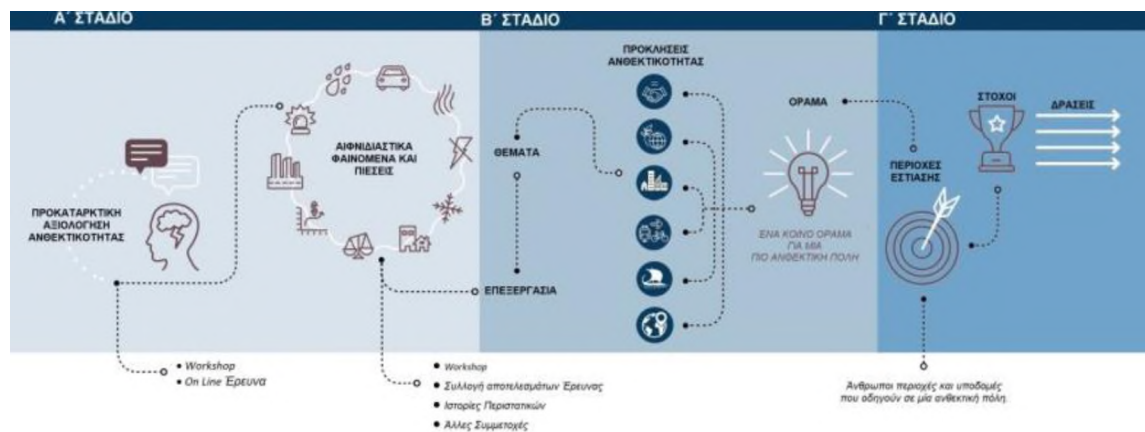 Α΄ ΣΤΑΔΙΟ
Β΄ ΣΤΑΔΙΟ
Γ΄ ΣΤΑΔΙΟ
ΠΡΟΚΑΤΑΡΚΤΙΚΗ
ΑΞΙΟΛΟΓΗΣΗ
ΑΝΘΕΚΤΙΚΟΤΗΤΑΣ
ΑΙΦΝΙΔΙΑΣΤΙΚΑ
ΦΑΙΝΟΜΕΝΑ ΚΑΙ
ΠΙΕΣΕΙΣ
ΘΕΜΑΤΑ
ΕΠΕΞΕΡΓΑΣΙΑ
ΠΡΟΚΛΗΣΕΙΣ
ΑΝΘΕΚΤΙΚΟΤΗΤΑΣ
ΟΡΑΜΑ
ΕΝΑ ΚΟΙΝΟ ΟΡΑΜΑ
ΓΙΑ ΜΙΑ
ΠΙΟ ΑΝΘΕΚΤΙΚΗ ΠΟΛΗ
ΠΕΡΙΟΧΕΣ
ΕΣΤΙΑΣΗΣ
ΣΤΟΧΟΙ
ΔΡΑΣΕΙΣ
• Workshop
• On Line Έρευνα
• Workshop
• Συλλογή αποτελεσμάτων Έρευνας
• Ιστορίες Περιστατικών
• Άλλες Συμμετοχές
Άνθρωποι περιοχές και υποδομές
που οδηγούν σε μία ανθεκτική πόλη.